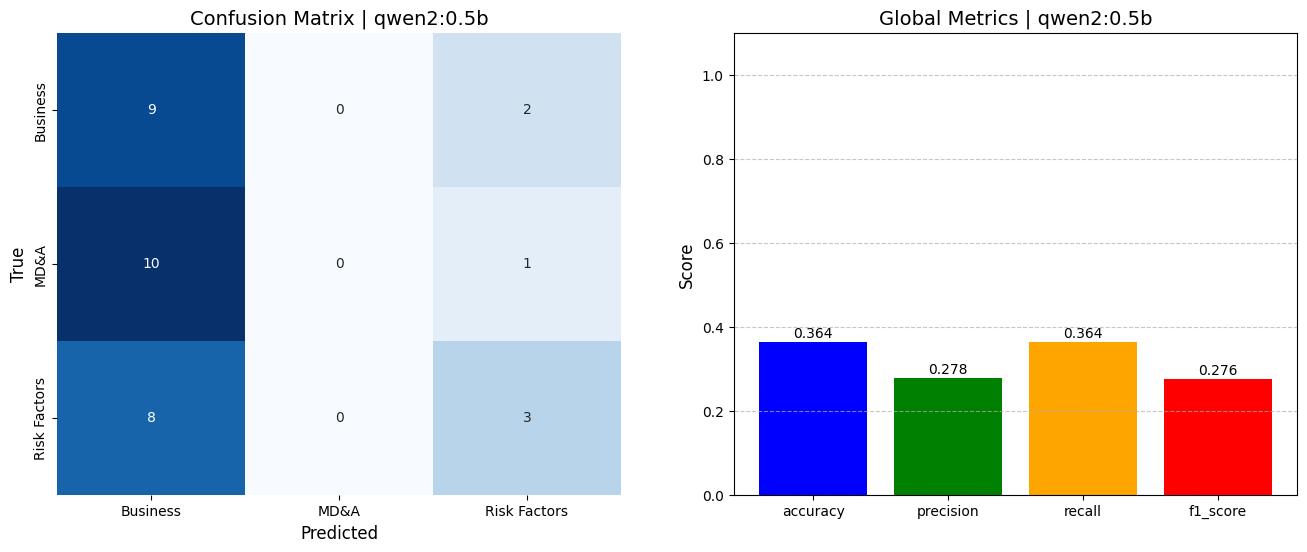 Confusion Matrix | qwen2:0.5b
True
Business
9
0
2
MD&A
10
0
1
Risk Factors
8
0
3
Business
MD&A
Risk Factors
Predicted
Global Metrics | qwen2:0.5b
Score
1.0
0.8
0.6
0.4
0.2
0.0
0.364
0.278
0.364
0.276
accuracy
precision
recall
f1_score